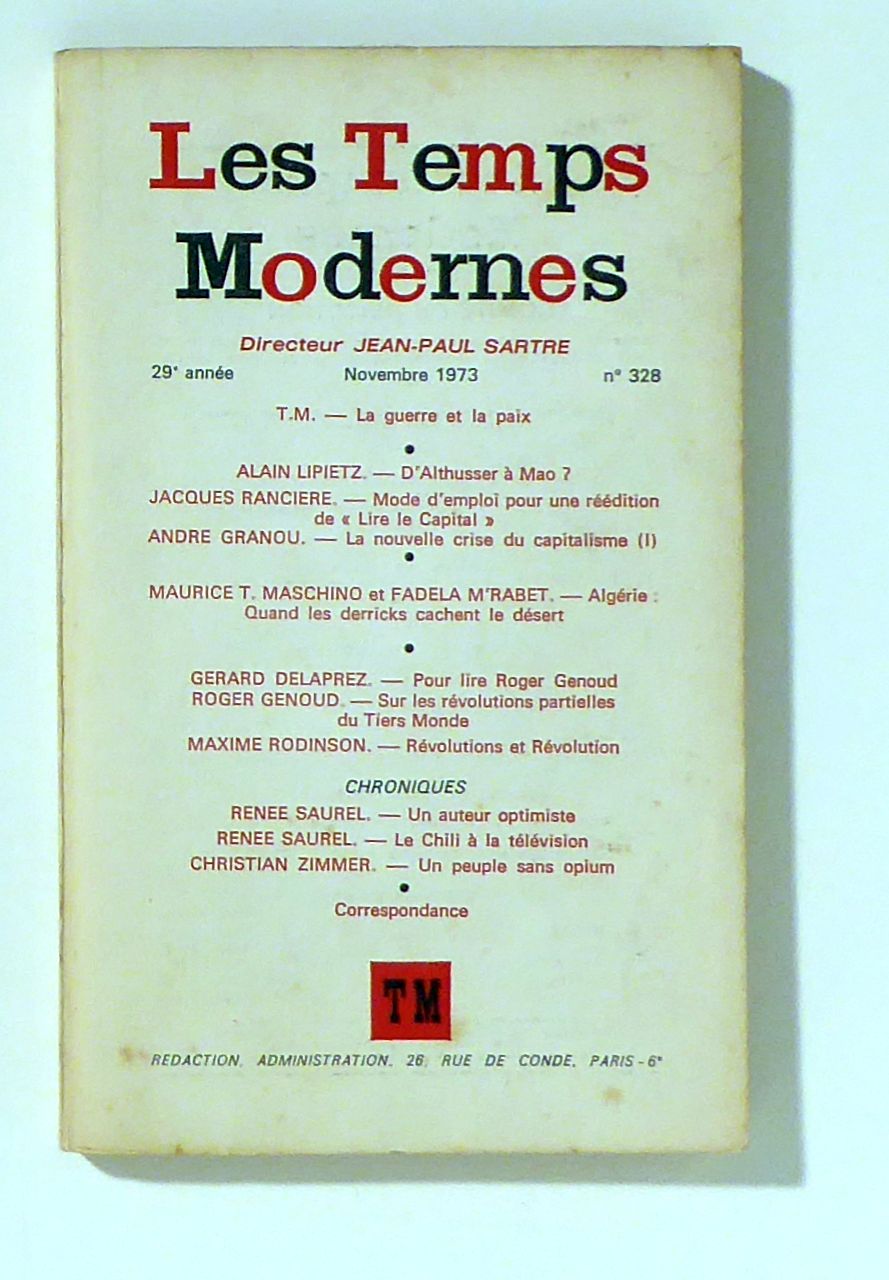 Les Temps
Modernes
Directeur JEAN-PAUL SARTRE
29e année Novembre 1973 n° 328
T.M. — La guerre et la paix
•
ALAIN LIPIETZ. — D'Althusser à Mao ?
JACQUES RANCIERE. — Mode d'emploi pour une réédition
de « Lire le Capital »
ANDRE GRANOU. — La nouvelle crise du capitalisme (I)
•
MAURICE T. MASCHINO et FADELA M'RABET. — Algérie :
Quand les derricks cachent le désert
•
GERARD DELAPREZ. — Pour lire Roger Genoud
ROGER GENOUD. — Sur les révolutions partielles
du Tiers Monde
MAXIME RODINSON. — Révolutions et Révolution
CHRONIQUES
RENEE SAUREL. — Un auteur optimiste
RENEE SAUREL. — Le Chili à la télévision
CHRISTIAN ZIMMER. — Un peuple sans opium
•
Correspondance
TM
REDACTION, ADMINISTRATION, 26, RUE DE CONDE, PARIS-6e